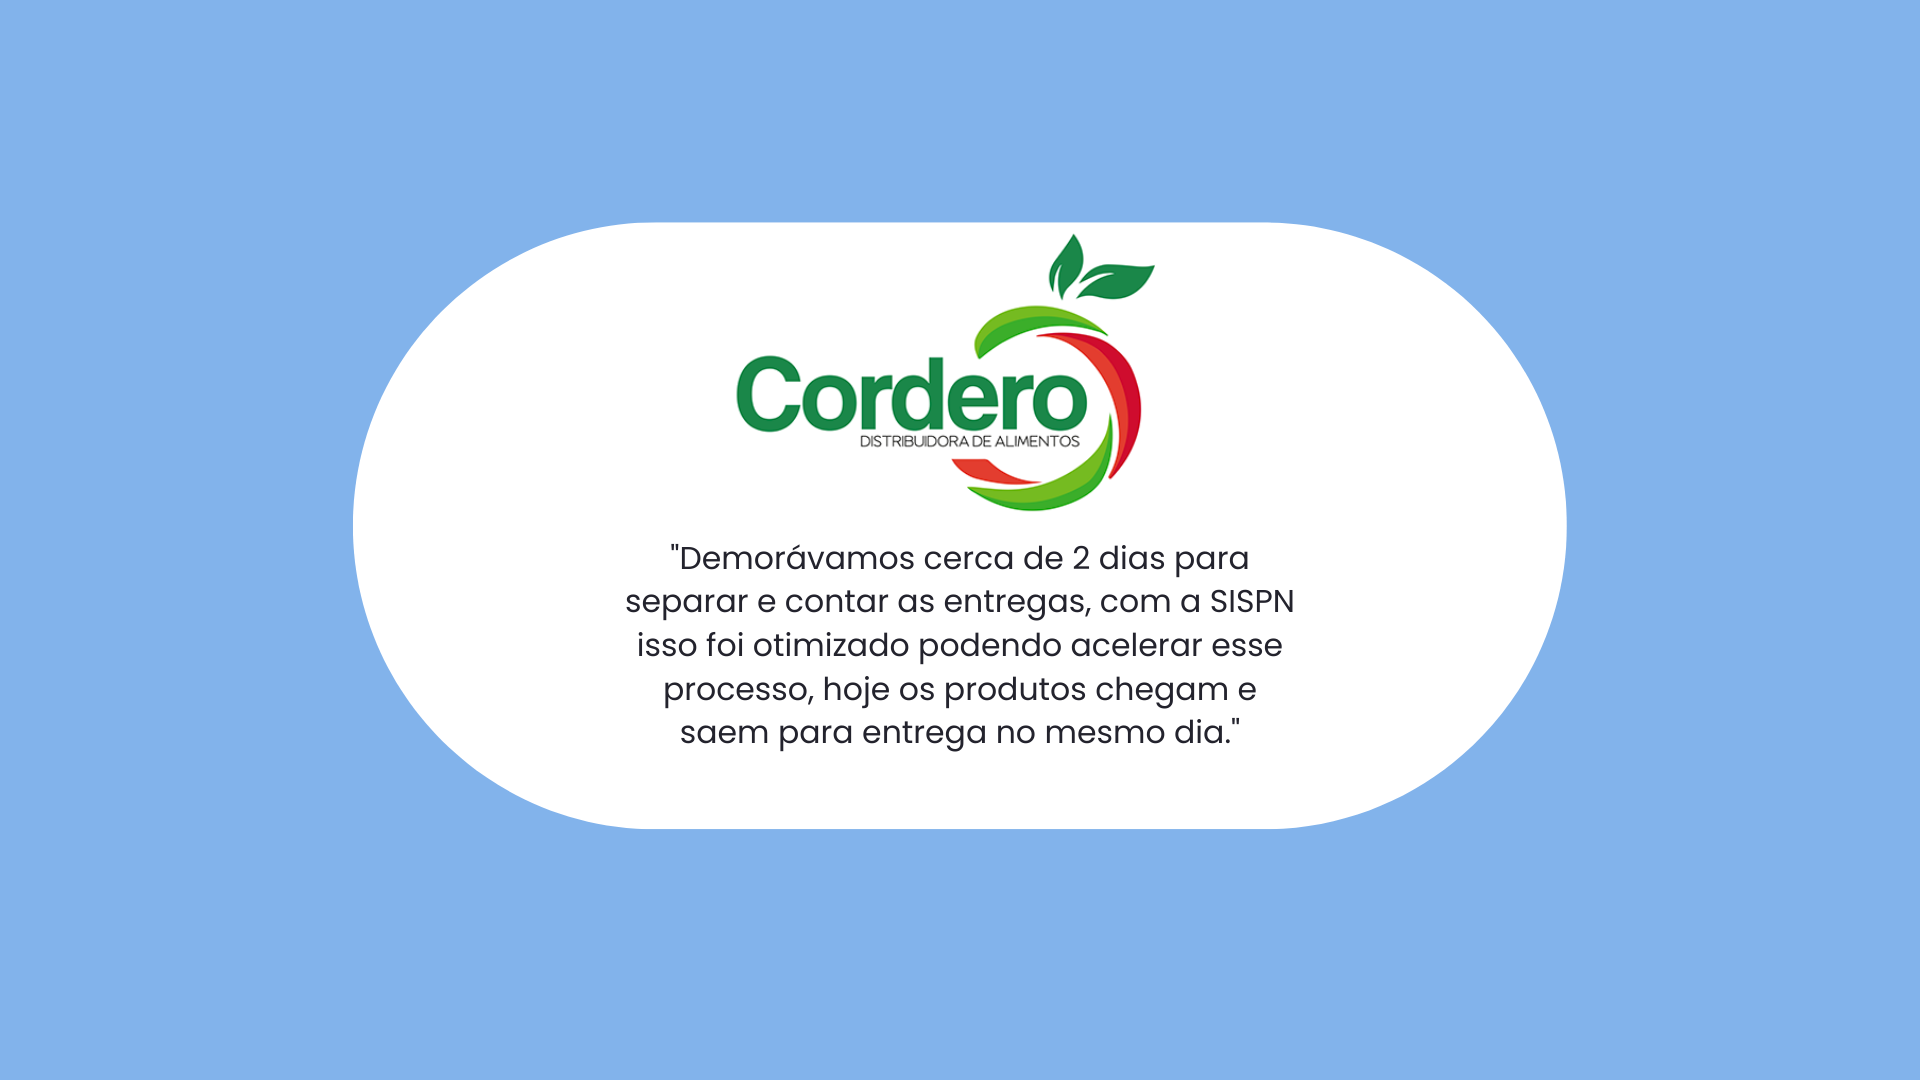 Cordero
DISTRIBUIDORA DE ALIMENTOS
"Demorávamos cerca de 2 dias para
separar e contar as entregas, com a SISPN
isso foi otimizado podendo acelerar esse
processo, hoje os produtos chegam e
saem para entrega no mesmo dia."